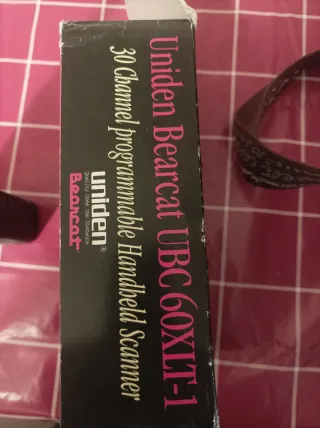 Uniden Bearcat UBC 60XLT-1
30 Channel programmable Handheld Scanner
uniden®
Bearcat